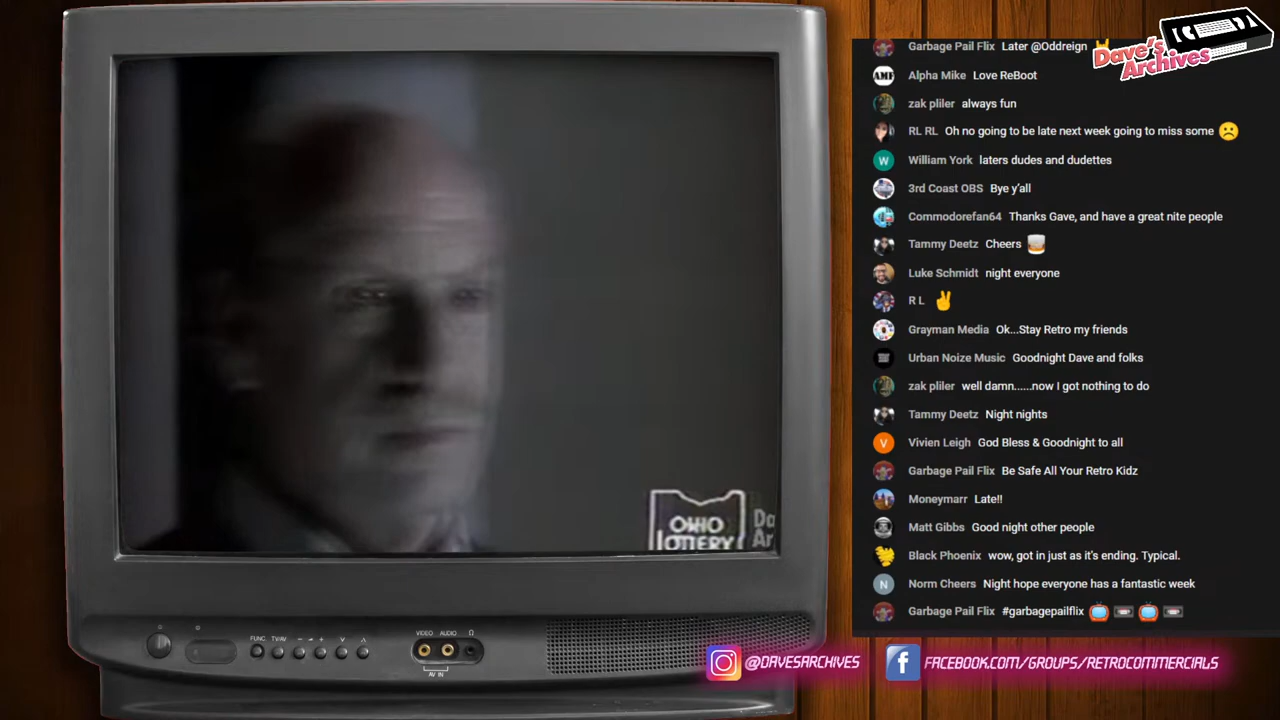 Dave's
Archives
Garbage Pail Flix Later @Oddreign
Alpha Mike Love ReBoot
zak pliler always fun
RL RL Oh no going to be late next week going to miss some
William York laters dudes and dudettes
3rd Coast OBS Bye y'all
Commodorefan64 Thanks Gave, and have a great nite people
Tammy Deetz Cheers
Luke Schmidt night everyone
R L
Grayman Media Ok...Stay Retro my friends
Urban Noize Music Goodnight Dave and folks
zak pliler well damn......now I got nothing to do
Tammy Deetz Night nights
Vivien Leigh God Bless & Goodnight to all
Garbage Pail Flix Be Safe All Your Retro Kidz
Moneymarr Late!!
Matt Gibbs Good night other people
Black Phoenix wow, got in just as it's ending. Typical.
Norm Cheers Night hope everyone has a fantastic week
Garbage Pail Flix #garbagepailflix
AMF
W
V
N
OHIO
LOTTERY
Da
Ar
FUNC. TV/AV − + ∨ ∧
VIDEO AUDIO
AV IN
@DAVESARCHIVES
FACEBOOK.COM/GROUPS/RETROCOMMERCIALS